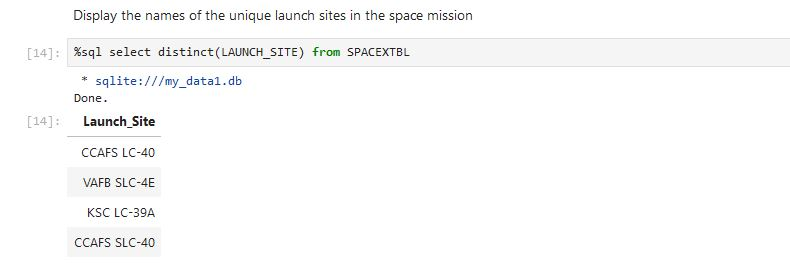 Display the names of the unique launch sites in the space mission
[14]: %sql select distinct(LAUNCH_SITE) from SPACEXTBL
* sqlite:///my_data1.db
Done.
[14]: Launch_Site
CCAFS LC-40
VAFB SLC-4E
KSC LC-39A
CCAFS SLC-40